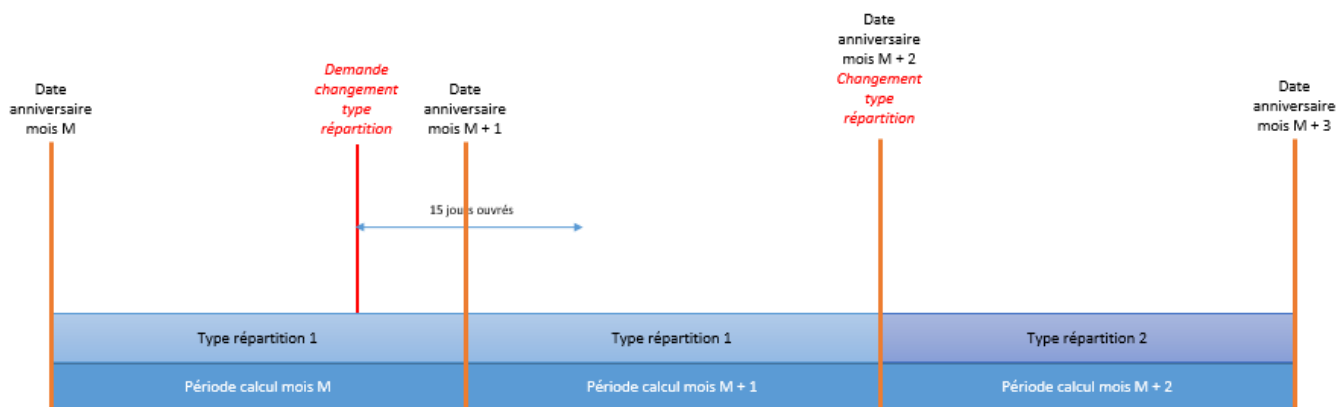 Date
anniversaire
mois M
Demande
changement
type
répartition
Date
anniversaire
mois M + 1
Date
anniversaire
mois M + 2
Changement
type
répartition
Date
anniversaire
mois M + 3
15 jours ouvrés
Type répartition 1
Type répartition 1
Type répartition 2
Période calcul mois M
Période calcul mois M + 1
Période calcul mois M + 2